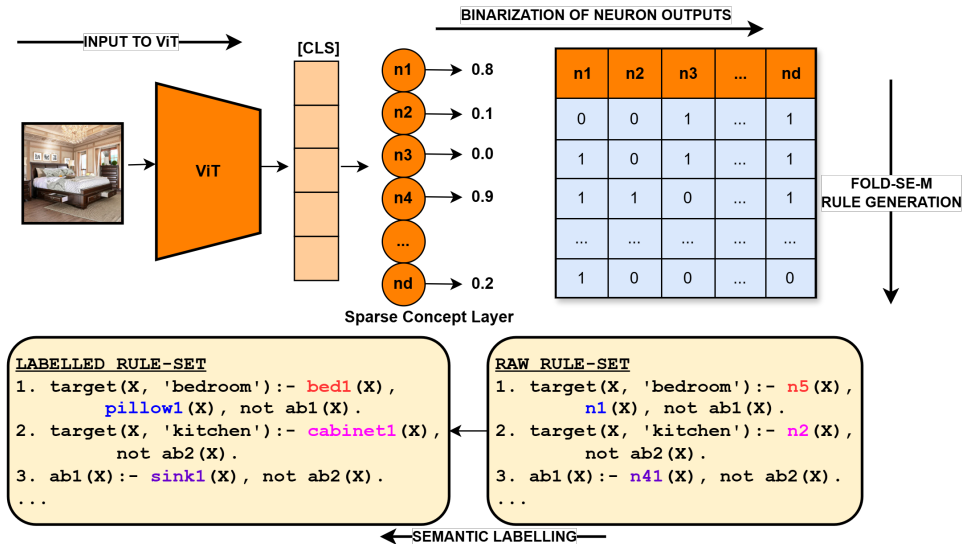 INPUT TO ViT
BINARIZATION OF NEURON OUTPUTS
[CLS]
ViT
n1 0.8
n2 0.1
n3 0.0
n4 0.9
...
nd 0.2
Sparse Concept Layer
n1 n2 n3 ... nd
0 0 1 ... 1
1 0 1 ... 1
1 1 0 ... 1
... ... ... ... ...
1 0 0 ... 0
FOLD-SE-M
RULE GENERATION
LABELLED RULE-SET
1. target(X, 'bedroom'):- bed1(X),
pillow1(X), not ab1(X).
2. target(X, 'kitchen'):- cabinet1(X),
not ab2(X).
3. ab1(X):- sink1(X), not ab2(X).
...
RAW RULE-SET
1. target(X, 'bedroom'):- n5(X),
n1(X), not ab1(X).
2. target(X, 'kitchen'):- n2(X),
not ab2(X).
3. ab1(X):- n41(X), not ab2(X).
...
SEMANTIC LABELLING